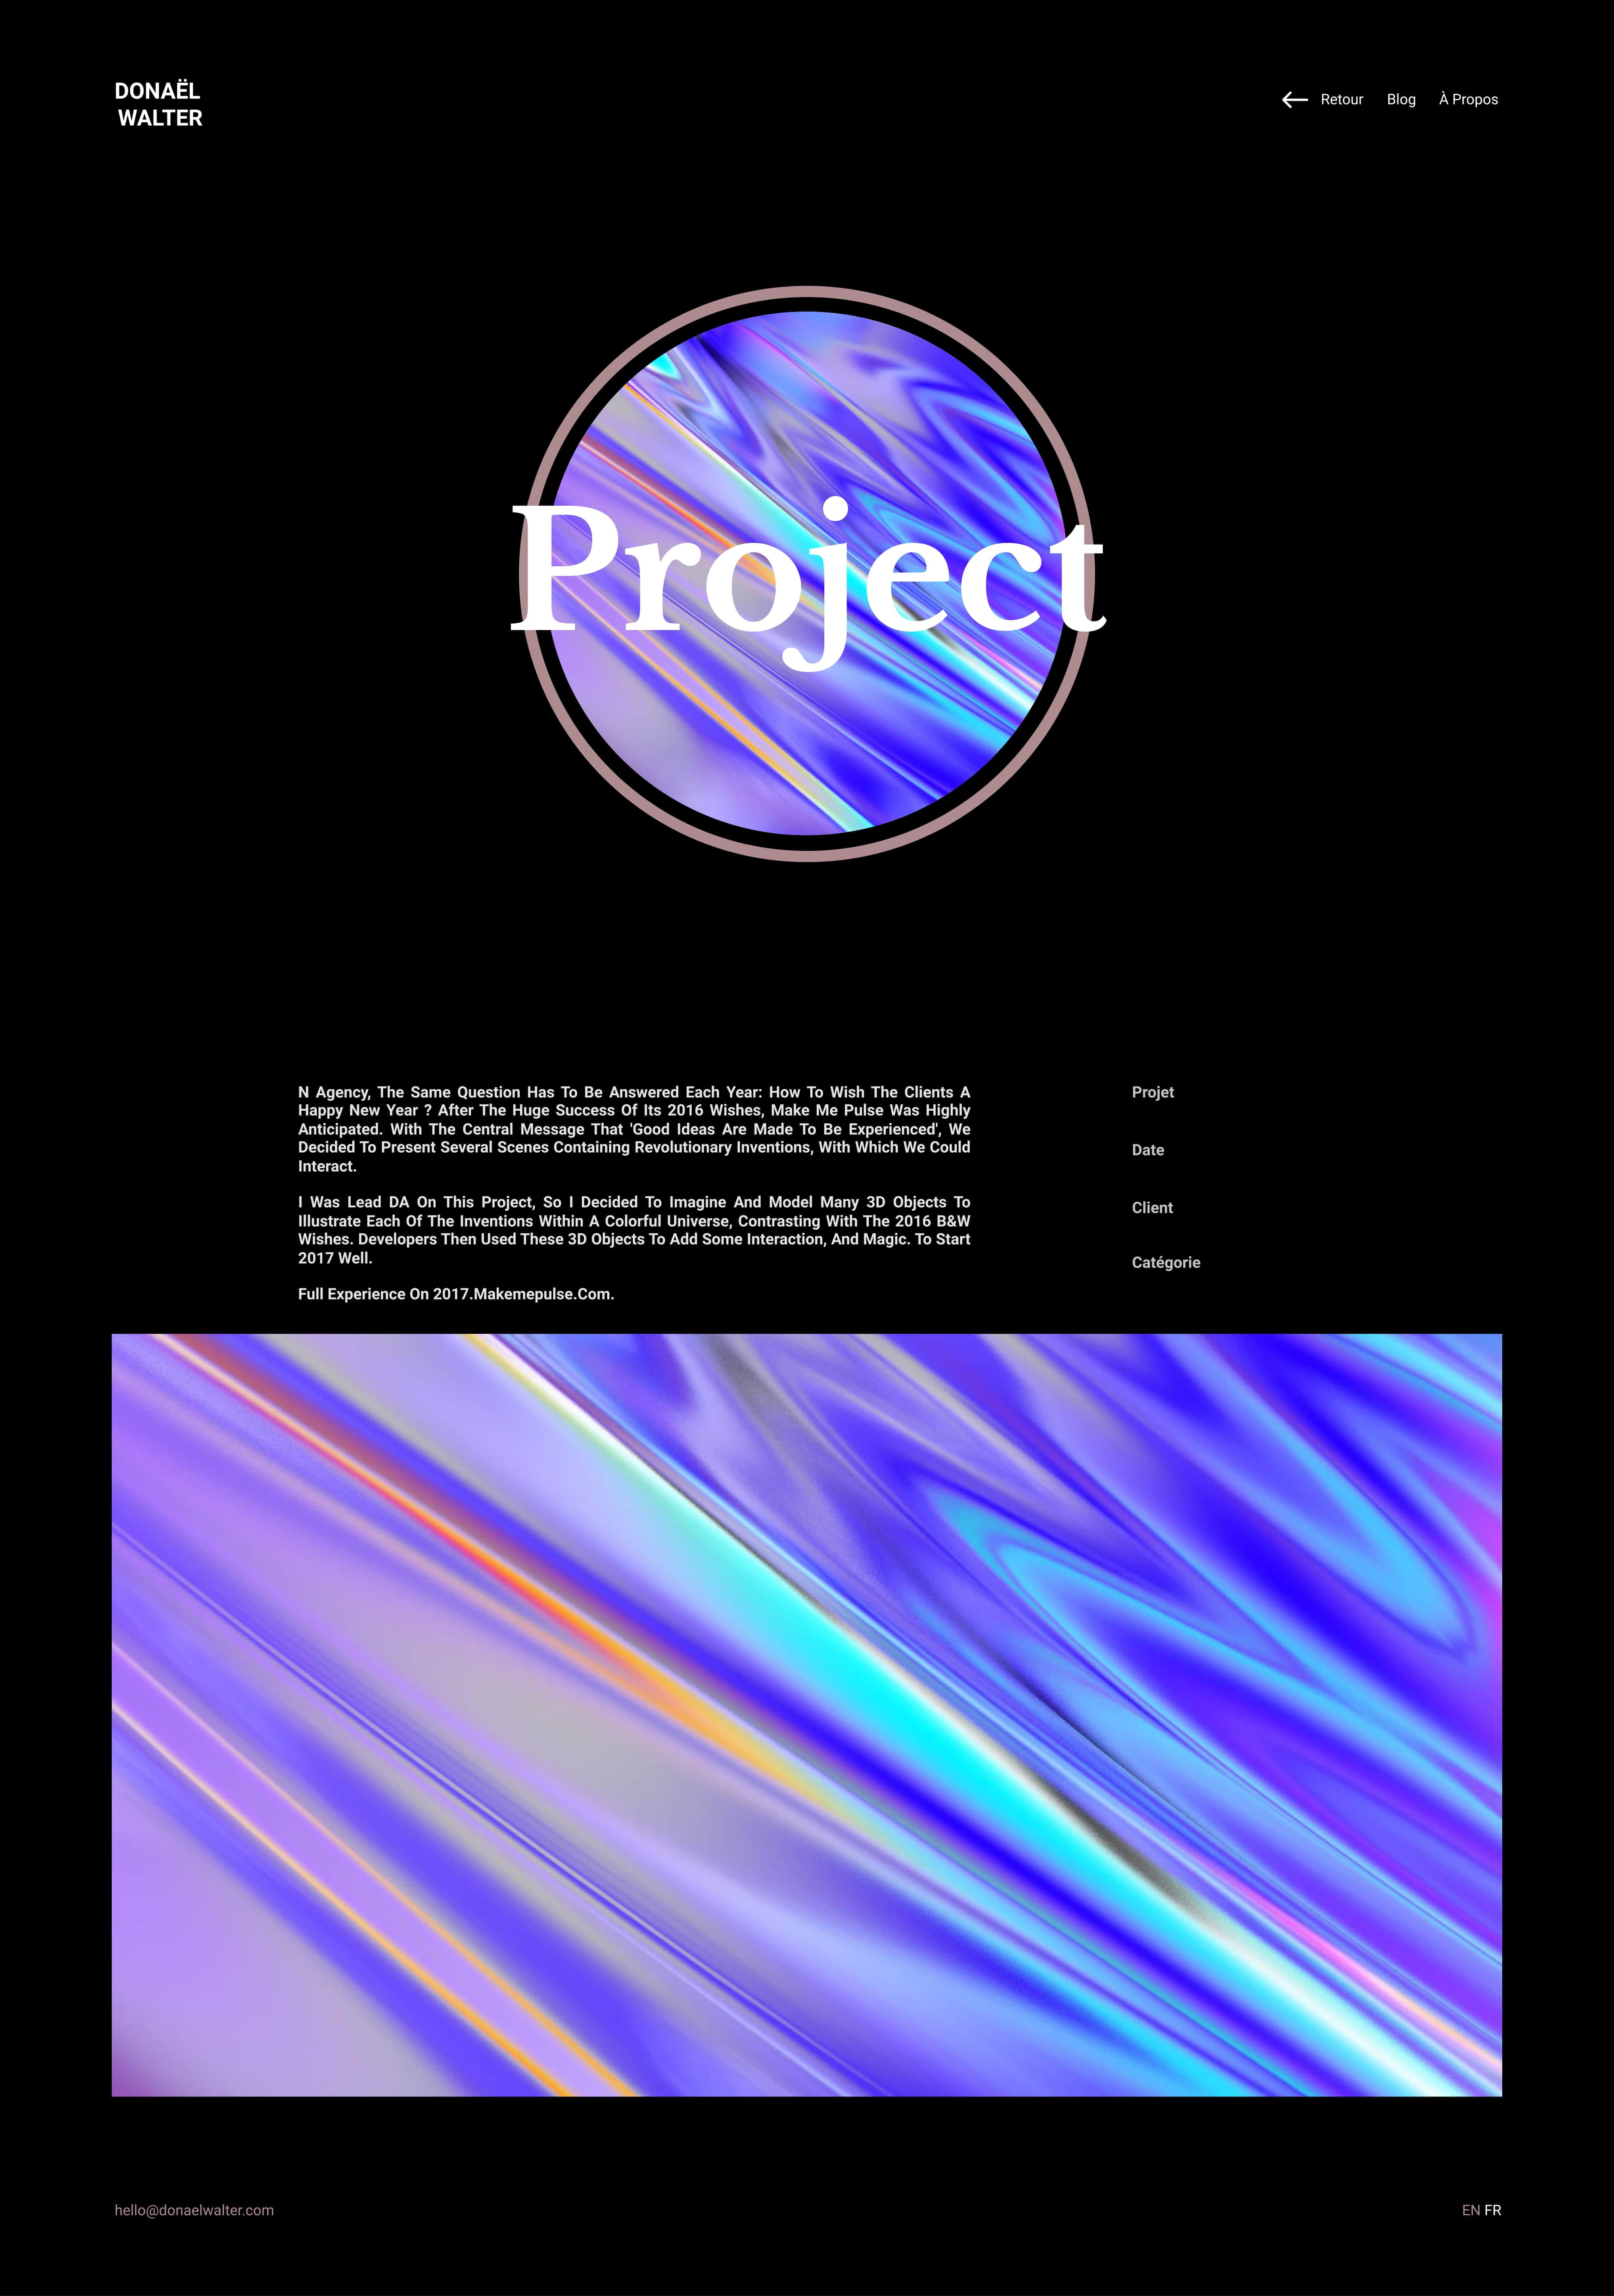 DONAËL
WALTER
Retour Blog À Propos
Project
N Agency, The Same Question Has To Be Answered Each Year: How To Wish The Clients A
Happy New Year ? After The Huge Success Of Its 2016 Wishes, Make Me Pulse Was Highly
Anticipated. With The Central Message That 'Good Ideas Are Made To Be Experienced', We
Decided To Present Several Scenes Containing Revolutionary Inventions, With Which We Could
Interact.
I Was Lead DA On This Project, So I Decided To Imagine And Model Many 3D Objects To
Illustrate Each Of The Inventions Within A Colorful Universe, Contrasting With The 2016 B&W
Wishes. Developers Then Used These 3D Objects To Add Some Interaction, And Magic. To Start
2017 Well.
Full Experience On 2017.Makemepulse.Com.
Projet
Date
Client
Catégorie
hello@donaelwalter.com
EN FR